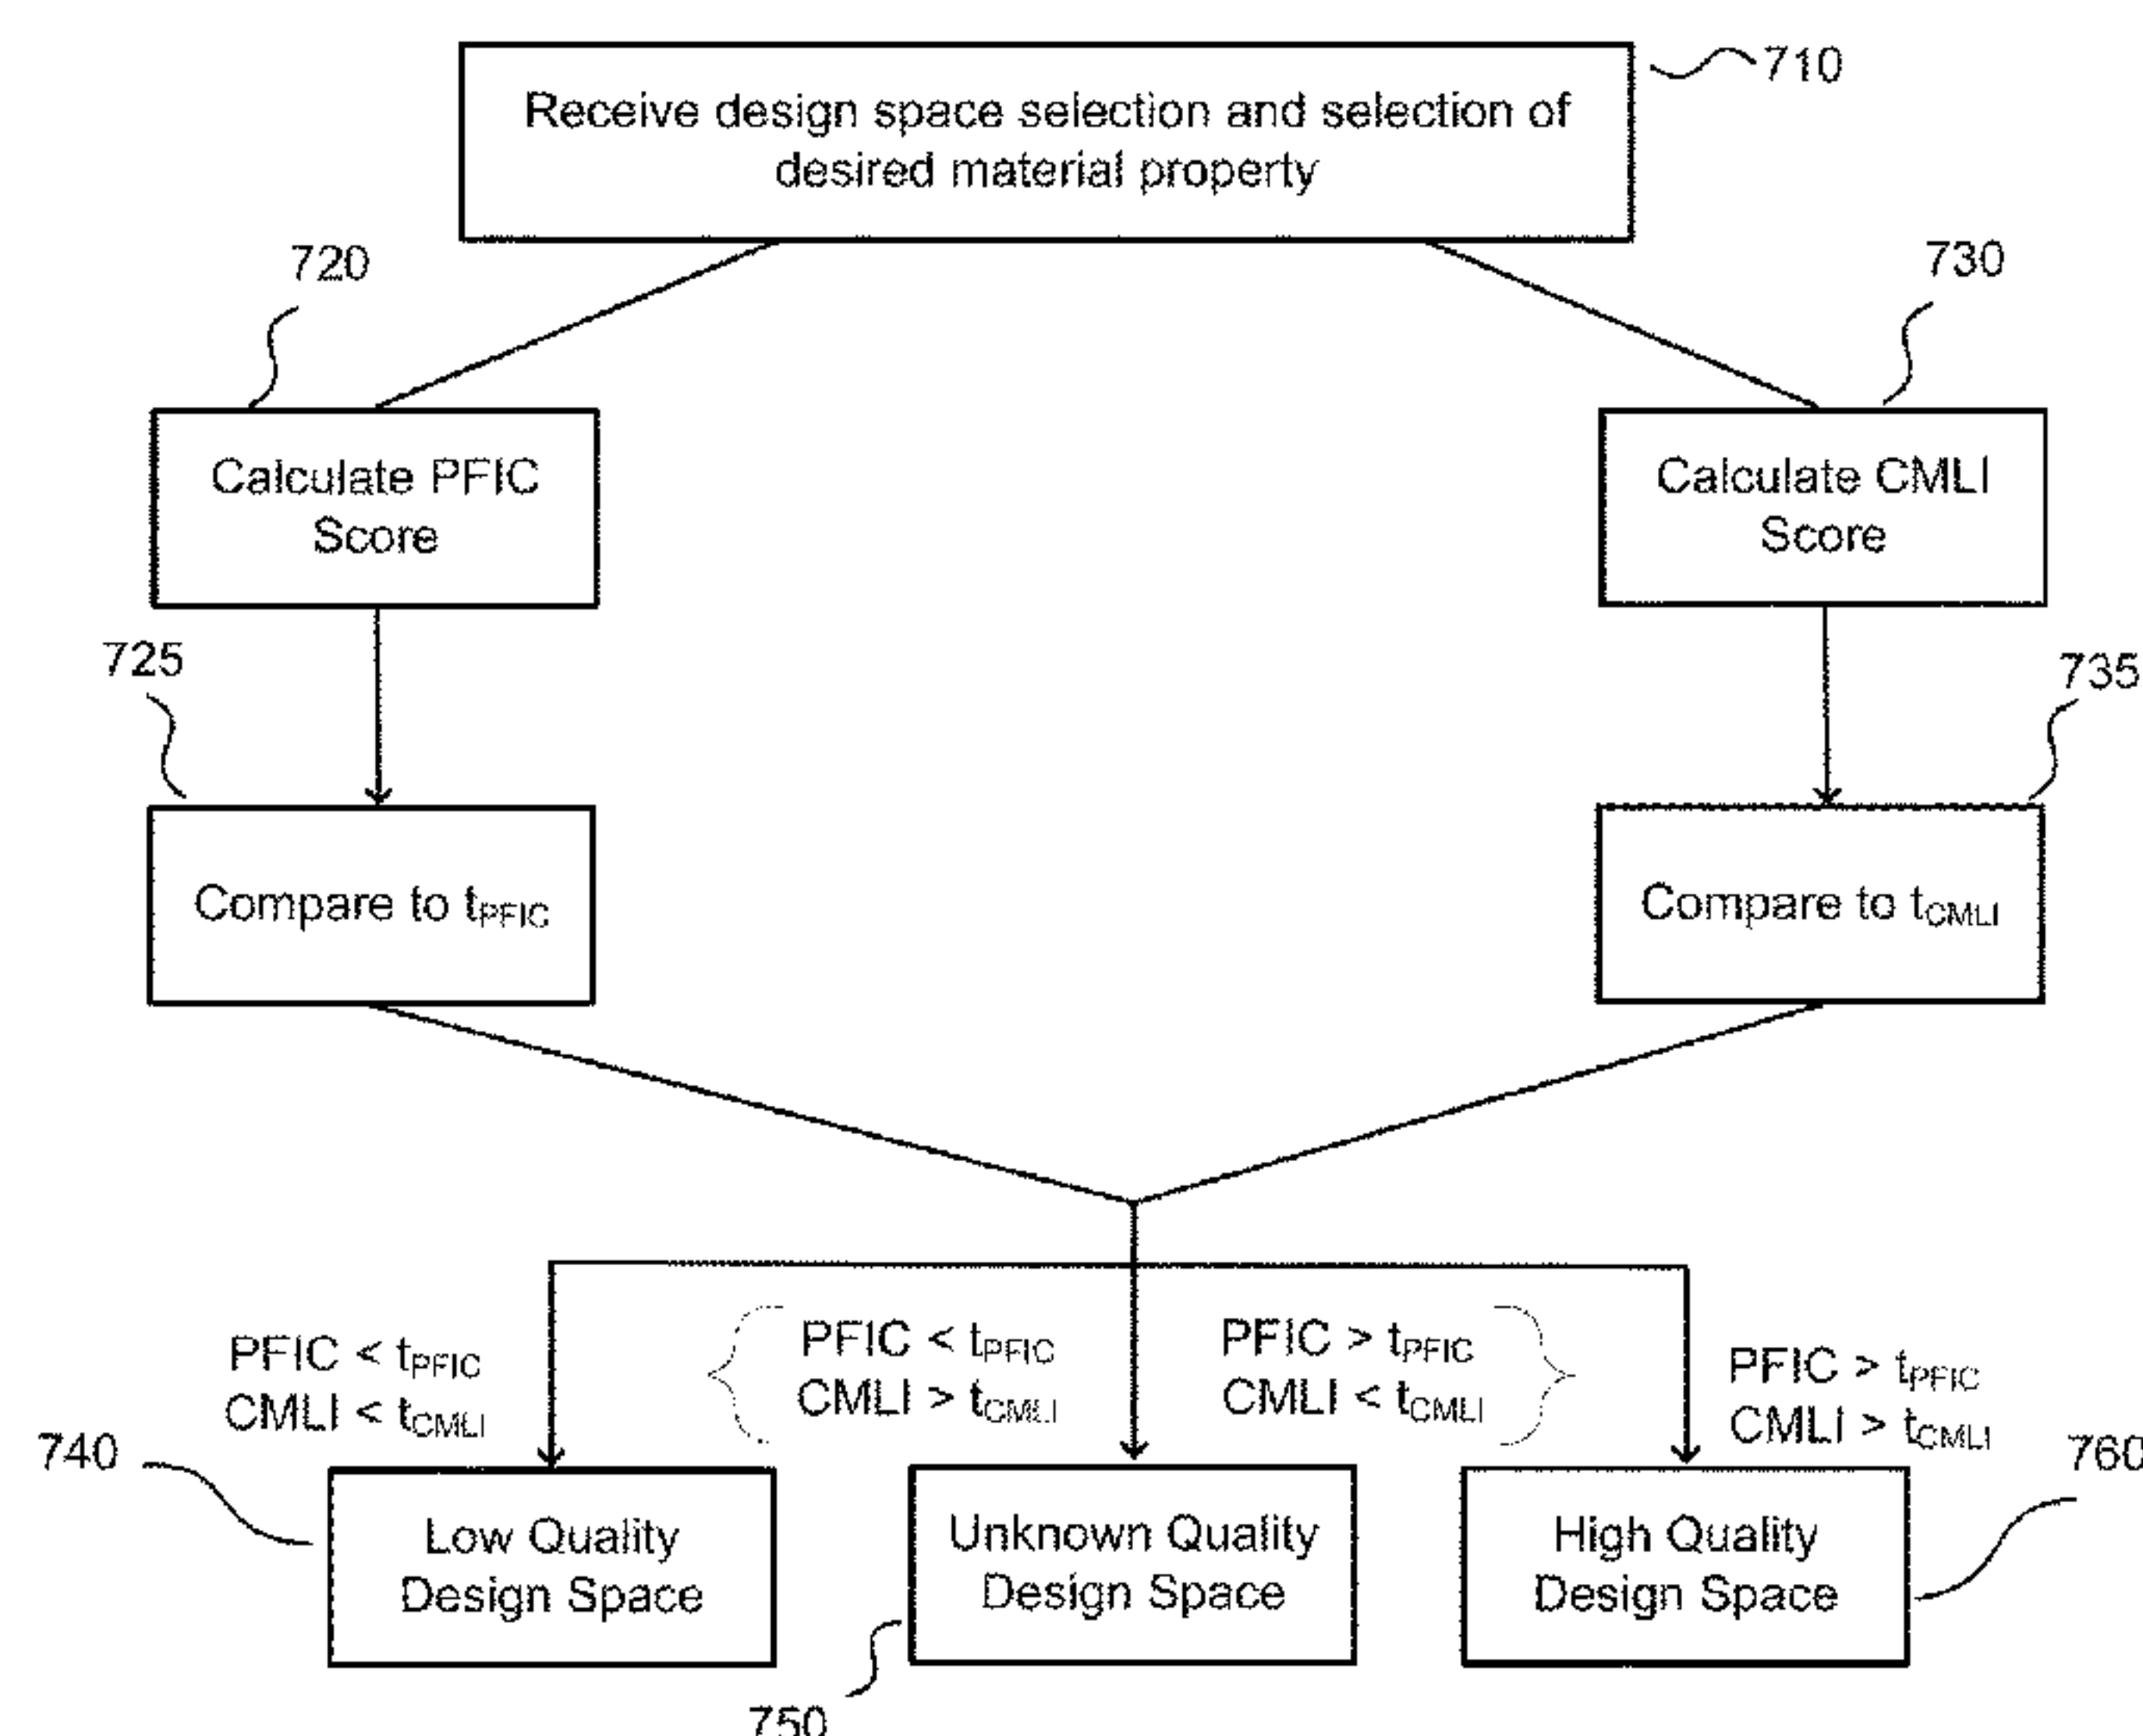 710
Receive design space selection and selection of
desired material property
720
730
Calculate PFIC
Score
Calculate CMLI
Score
725
735
Compare to tPFIC
Compare to tCMLI
PFIC < tPFIC
CMLI < tCMLI
PFIC < tPFIC
CMLI > tCMLI
PFIC > tPFIC
CMLI < tCMLI
PFIC > tPFIC
CMLI > tCMLI
740
760
Low Quality
Design Space
Unknown Quality
Design Space
High Quality
Design Space
750